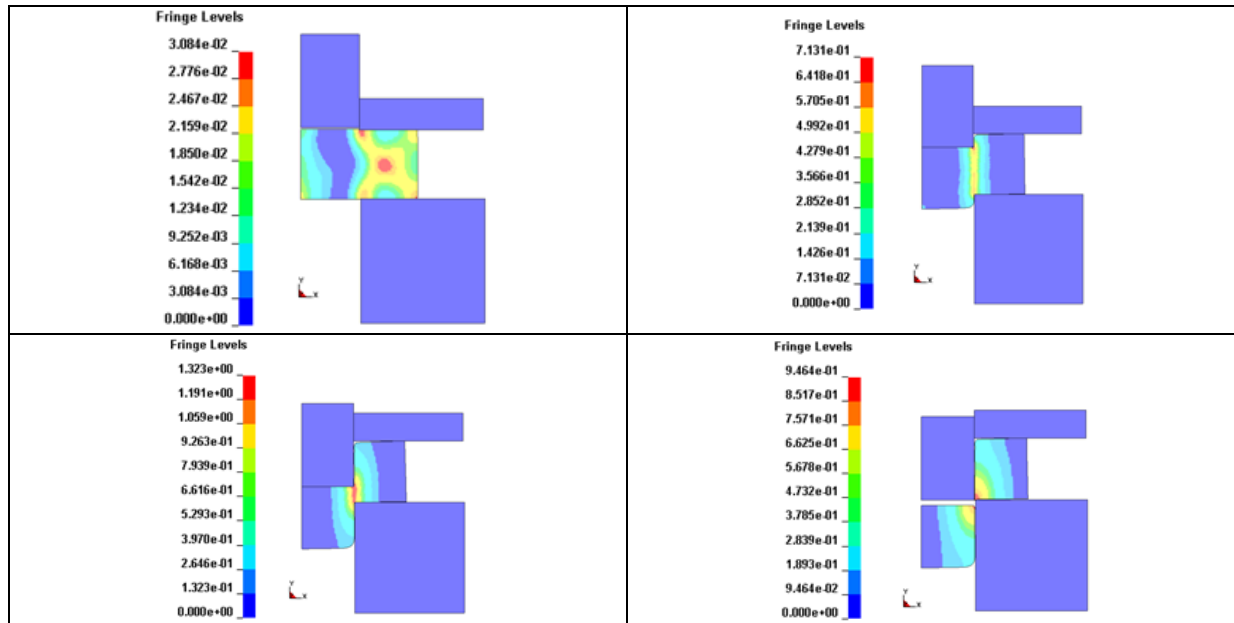 Fringe Levels
3.084e-02
2.776e-02
2.467e-02
2.159e-02
1.850e-02
1.542e-02
1.234e-02
9.252e-03
6.168e-03
3.084e-03
0.000e+00
Y
X
Fringe Levels
7.131e-01
6.418e-01
5.705e-01
4.992e-01
4.279e-01
3.566e-01
2.852e-01
2.139e-01
1.426e-01
7.131e-02
0.000e+00
Y
X
Fringe Levels
1.323e+00
1.191e+00
1.059e+00
9.263e-01
7.939e-01
6.616e-01
5.293e-01
3.970e-01
2.646e-01
1.323e-01
0.000e+00
Y
X
Fringe Levels
9.464e-01
8.517e-01
7.571e-01
6.625e-01
5.678e-01
4.732e-01
3.785e-01
2.839e-01
1.893e-01
9.464e-02
0.000e+00
Y
X